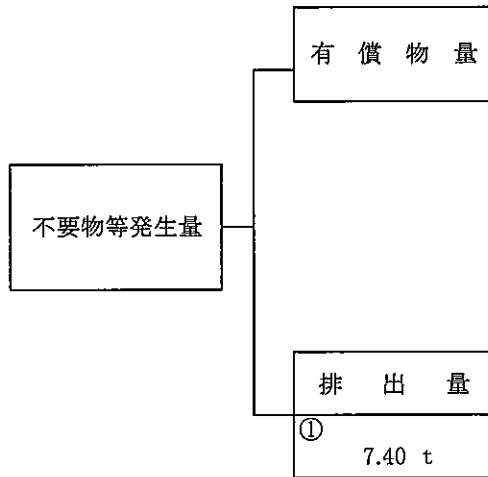 有償物量
不要物等発生量
排出量
①
7.40 t